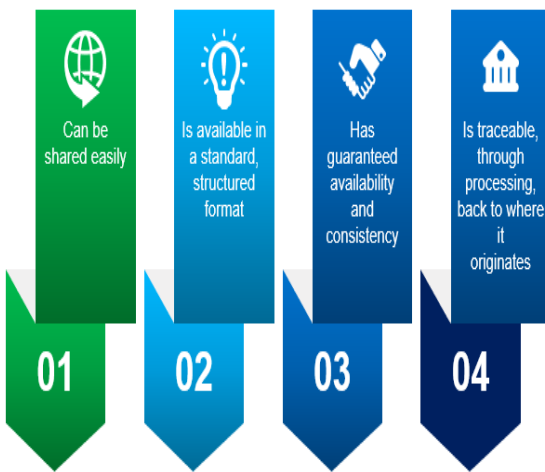 Can be
shared easily
Is available in
a standard,
structured
format
Has
guaranteed
availability
and
consistency
Is traceable,
through
processing,
back to where
it
originates
01
02
03
04